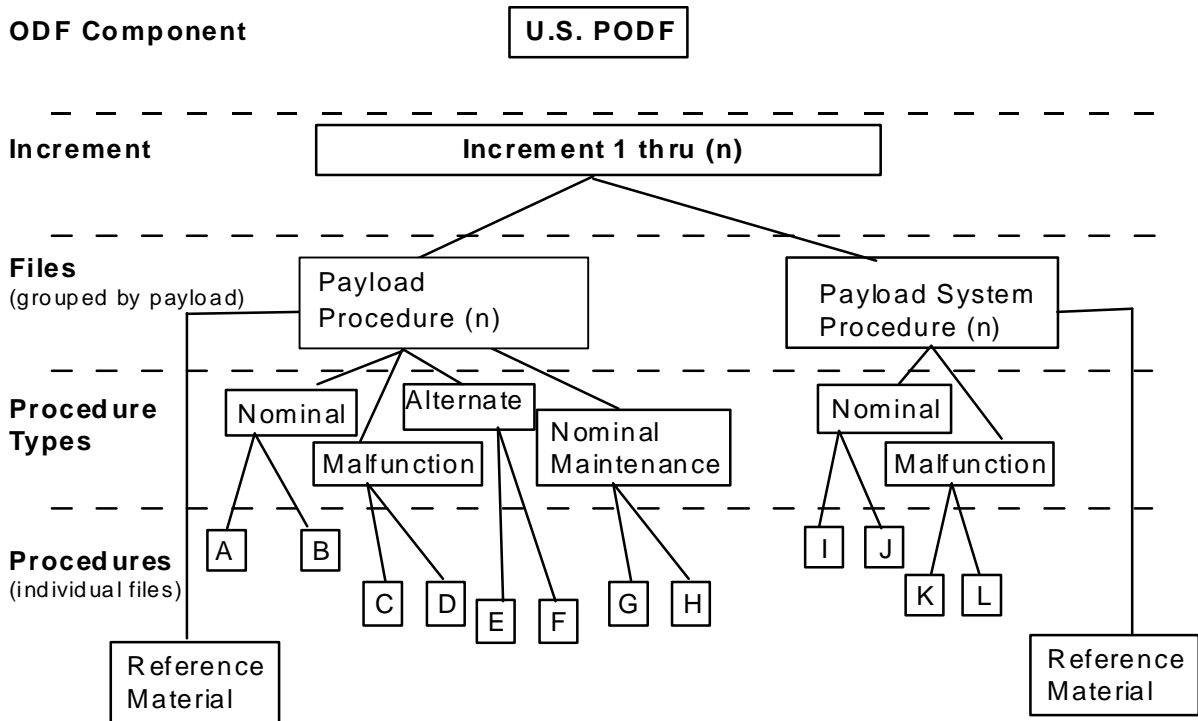 ODF Component
U.S. PODF
Increment
Increment 1 thru (n)
Files
(grouped by payload)
Payload
Procedure (n)
Payload System
Procedure (n)
Procedure
Types
Nominal
Malfunction
Alternate
Nominal
Maintenance
Nominal
Malfunction
Procedures
(individual files)
A
B
C
D
E
F
G
H
I
J
K
L
Reference
Material
Reference
Material